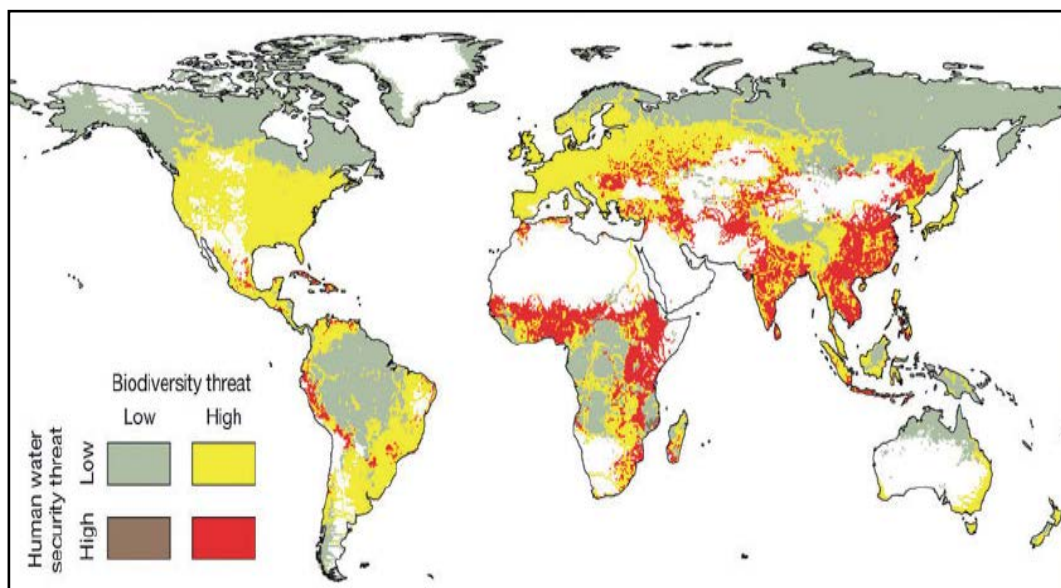 Biodiversity threat
Low High
Human water
security threat
Low
High